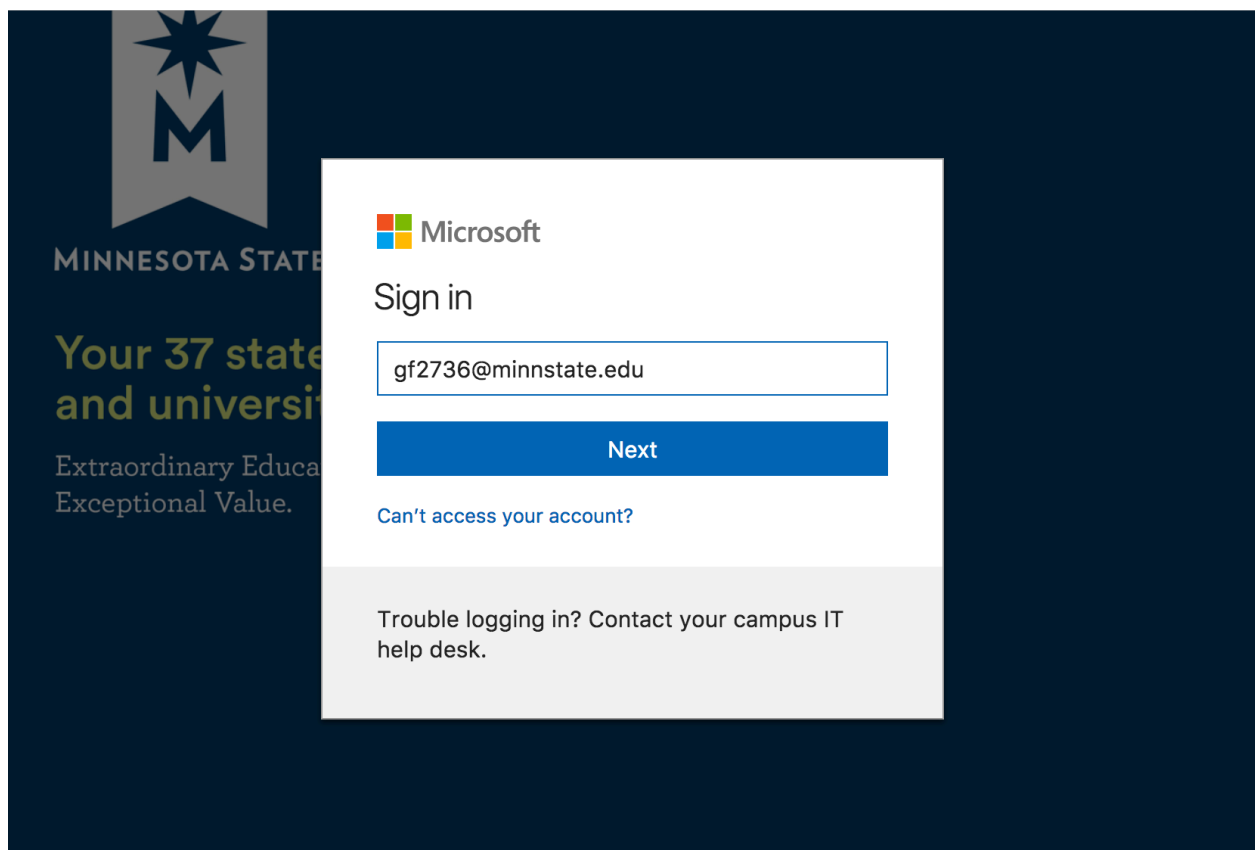 M
MINNESOTA STATE
Your 37 state
and universit
Extraordinary Educa
Exceptional Value.
Microsoft
Sign in
gf2736@minnstate.edu
Next
Can't access your account?
Trouble logging in? Contact your campus IT
help desk.